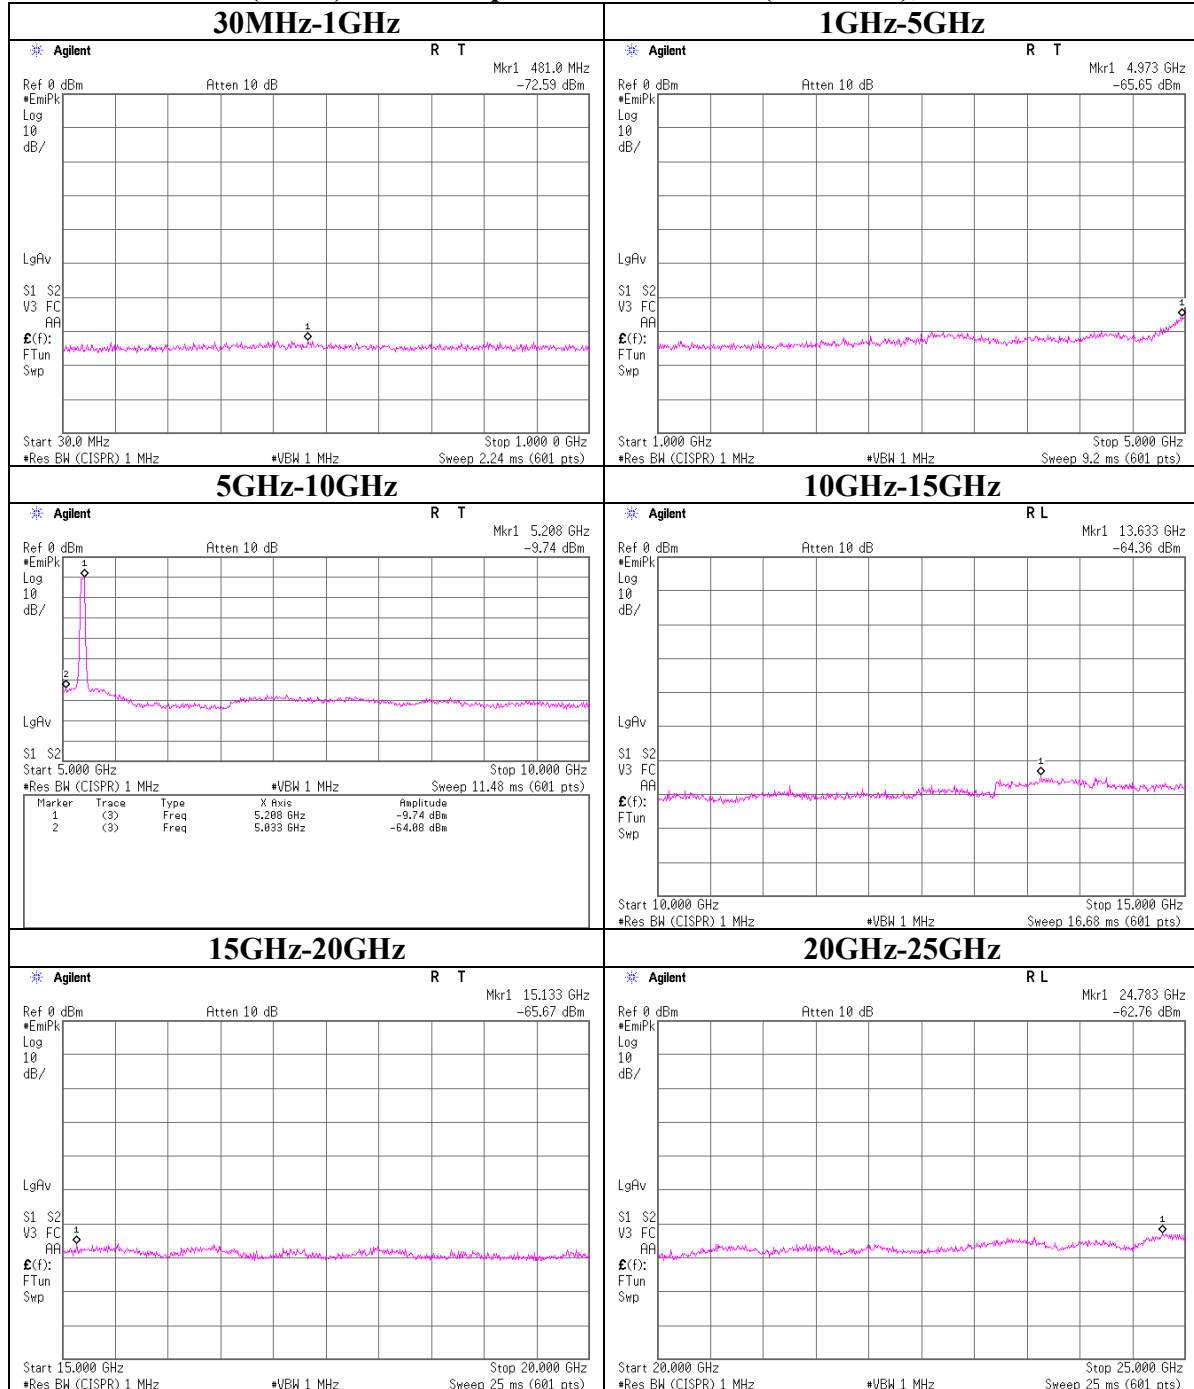 30MHz-1GHz
Agilent R T
Mkr1 481.0 MHz
Ref 0 dBm Atten 10 dB -72.59 dBm
#EmiPk
Log
10
dB/
1
LgAv
S1 S2
V3 FC
AA
£(f):
FTun
Swp
Start 30.0 MHz Stop 1.000 0 GHz
#Res BW (CISPR) 1 MHz #VBW 1 MHz Sweep 2.24 ms (601 pts)
1GHz-5GHz
Agilent R T
Mkr1 4.973 GHz
Ref 0 dBm Atten 10 dB -65.65 dBm
#EmiPk
Log
10
dB/
LgAv
S1 S2
1
V3 FC
AA
£(f):
FTun
Swp
Start 1.000 GHz Stop 5.000 GHz
#Res BW (CISPR) 1 MHz #VBW 1 MHz Sweep 9.2 ms (601 pts)
5GHz-10GHz
Agilent R T
Mkr1 5.208 GHz
Ref 0 dBm Atten 10 dB -9.74 dBm
#EmiPk
1
Log
10
dB/
2
LgAv
S1 S2
Start 5.000 GHz Stop 10.000 GHz
#Res BW (CISPR) 1 MHz #VBW 1 MHz Sweep 11.48 ms (601 pts)
Marker Trace Type X Axis Amplitude
1 (3) Freq 5.208 GHz -9.74 dBm
2 (3) Freq 5.033 GHz -64.08 dBm
10GHz-15GHz
Agilent R L
Mkr1 13.633 GHz
Ref 0 dBm Atten 10 dB -64.36 dBm
#EmiPk
Log
10
dB/
LgAv
S1 S2
1
V3 FC
AA
£(f):
FTun
Swp
Start 10.000 GHz Stop 15.000 GHz
#Res BW (CISPR) 1 MHz #VBW 1 MHz Sweep 16.68 ms (601 pts)
15GHz-20GHz
Agilent R T
Mkr1 15.133 GHz
Ref 0 dBm Atten 10 dB -65.67 dBm
#EmiPk
Log
10
dB/
LgAv
S1 S2
1
V3 FC
AA
£(f):
FTun
Swp
Start 15.000 GHz Stop 20.000 GHz
#Res BW (CISPR) 1 MHz #VBW 1 MHz Sweep 25 ms (601 pts)
20GHz-25GHz
Agilent R L
Mkr1 24.783 GHz
Ref 0 dBm Atten 10 dB -62.76 dBm
#EmiPk
Log
10
dB/
LgAv
S1 S2
1
V3 FC
AA
£(f):
FTun
Swp
Start 20.000 GHz Stop 25.000 GHz
#Res BW (CISPR) 1 MHz #VBW 1 MHz Sweep 25 ms (601 pts)